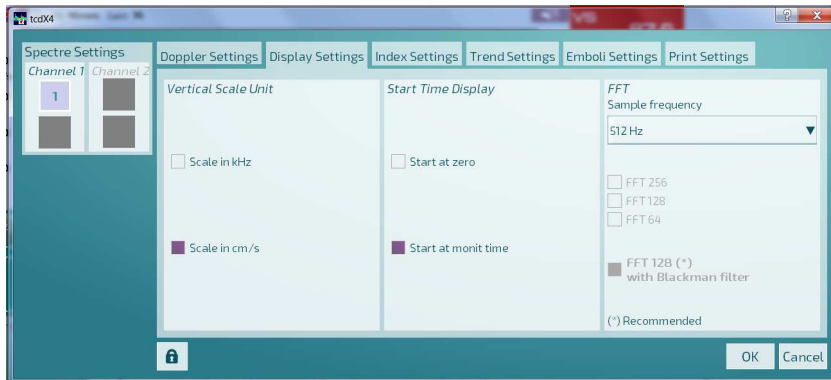 tcdX4
Spectre Settings
Channel 1 Channel 2
1
Doppler Settings Display Settings Index Settings Trend Settings Emboli Settings Print Settings
Vertical Scale Unit
Scale in kHz
Scale in cm/s
Start Time Display
Start at zero
Start at monit time
FFT
Sample frequency
512 Hz
FFT 256
FFT 128
FFT 64
FFT 128 (*)
with Blackman filter
(*) Recommended
OK Cancel